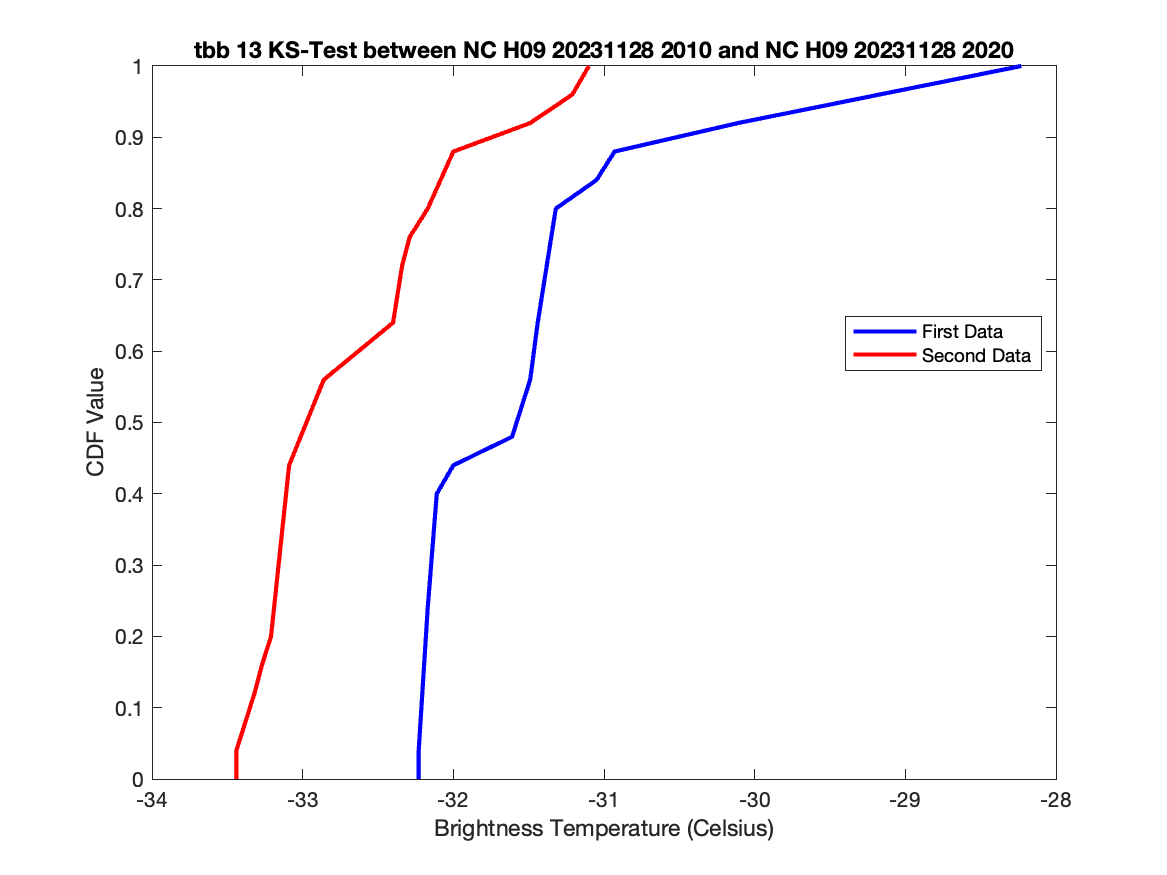 tbb 13 KS-Test between NC H09 20231128 2010 and NC H09 20231128 2020
1
0.9
0.8
0.7
0.6
0.5
0.4
0.3
0.2
0.1
0
CDF Value
First Data
Second Data
-34 -33 -32 -31 -30 -29 -28
Brightness Temperature (Celsius)